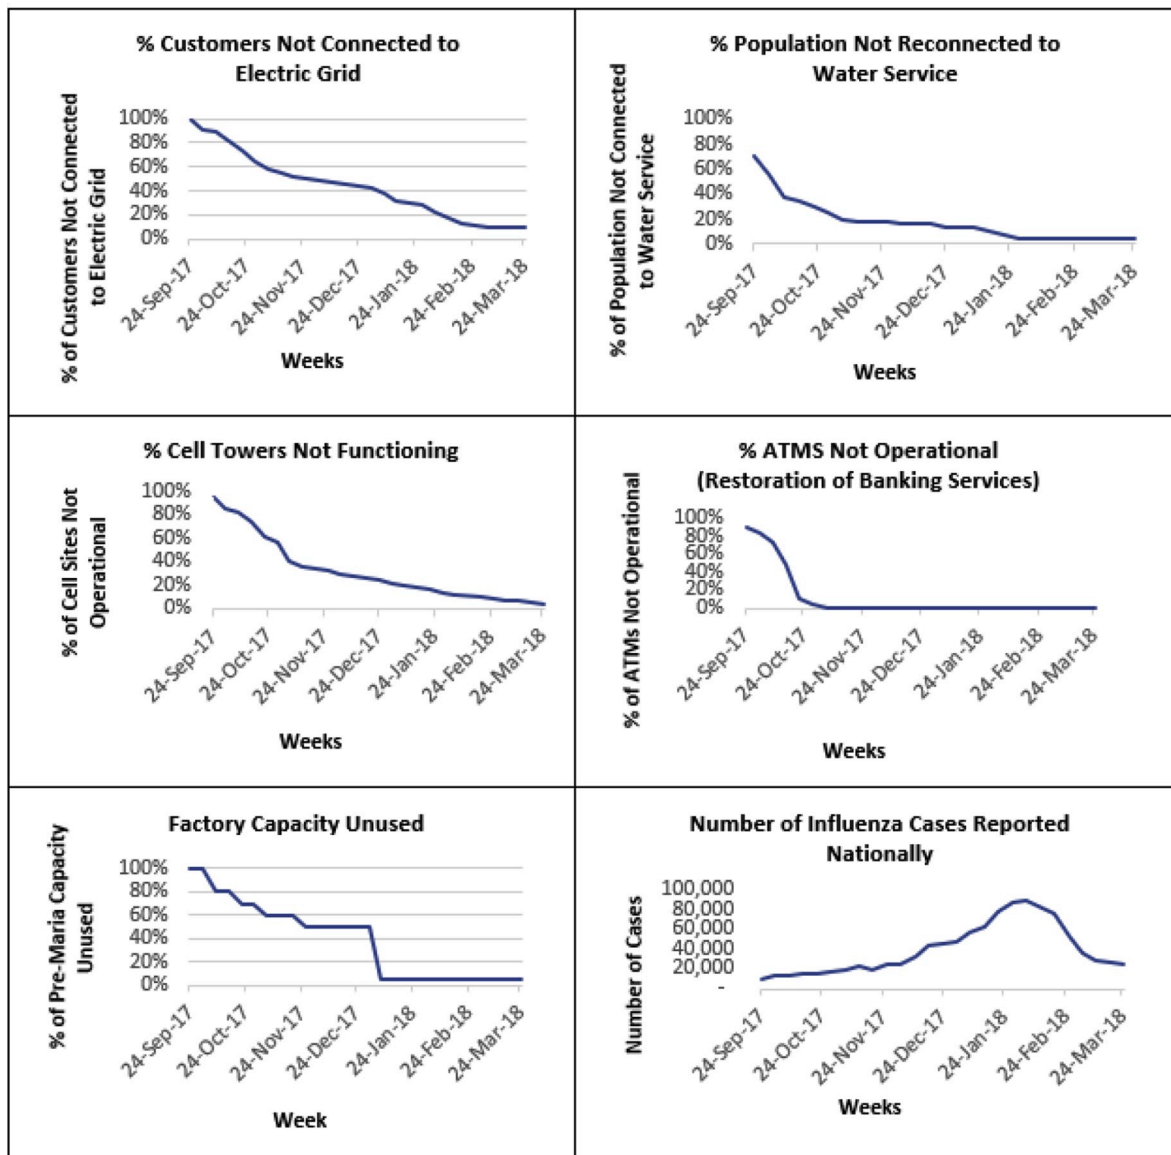 % Customers Not Connected to
Electric Grid
% of Customers Not Connected
to Electric Grid
100%
80%
60%
40%
20%
0%
24-Sep-17
24-Oct-17
24-Nov-17
24-Dec-17
24-Jan-18
24-Feb-18
24-Mar-18
Weeks
% Population Not Reconnected to
Water Service
% of Population Not Connected
to Water Service
100%
80%
60%
40%
20%
0%
24-Sep-17
24-Oct-17
24-Nov-17
24-Dec-17
24-Jan-18
24-Feb-18
24-Mar-18
Weeks
% Cell Towers Not Functioning
% of Cell Sites Not
Operational
100%
80%
60%
40%
20%
0%
24-Sep-17
24-Oct-17
24-Nov-17
24-Dec-17
24-Jan-18
24-Feb-18
24-Mar-18
Weeks
% ATMS Not Operational
(Restoration of Banking Services)
% of ATMs Not Operational
100%
80%
60%
40%
20%
0%
24-Sep-17
24-Oct-17
24-Nov-17
24-Dec-17
24-Jan-18
24-Feb-18
24-Mar-18
Weeks
Factory Capacity Unused
% of Pre-Maria Capacity
Unused
100%
80%
60%
40%
20%
0%
24-Sep-17
24-Oct-17
24-Nov-17
24-Dec-17
24-Jan-18
24-Feb-18
24-Mar-18
Week
Number of Influenza Cases Reported
Nationally
Number of Cases
100,000
80,000
60,000
40,000
20,000
-
24-Sep-17
24-Oct-17
24-Nov-17
24-Dec-17
24-Jan-18
24-Feb-18
24-Mar-18
Weeks